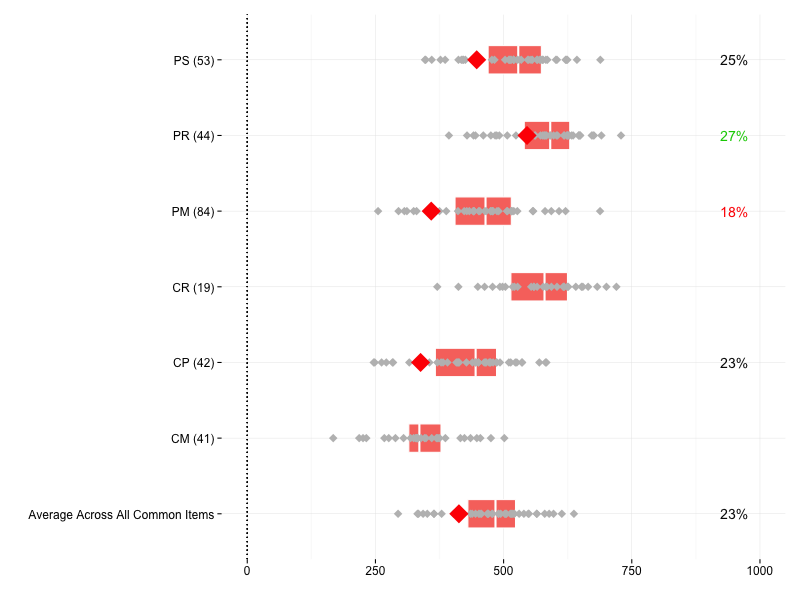 PS (53) 25%
PR (44) 27%
PM (84) 18%
CR (19)
CP (42) 23%
CM (41)
Average Across All Common Items 23%
0 250 500 750 1000